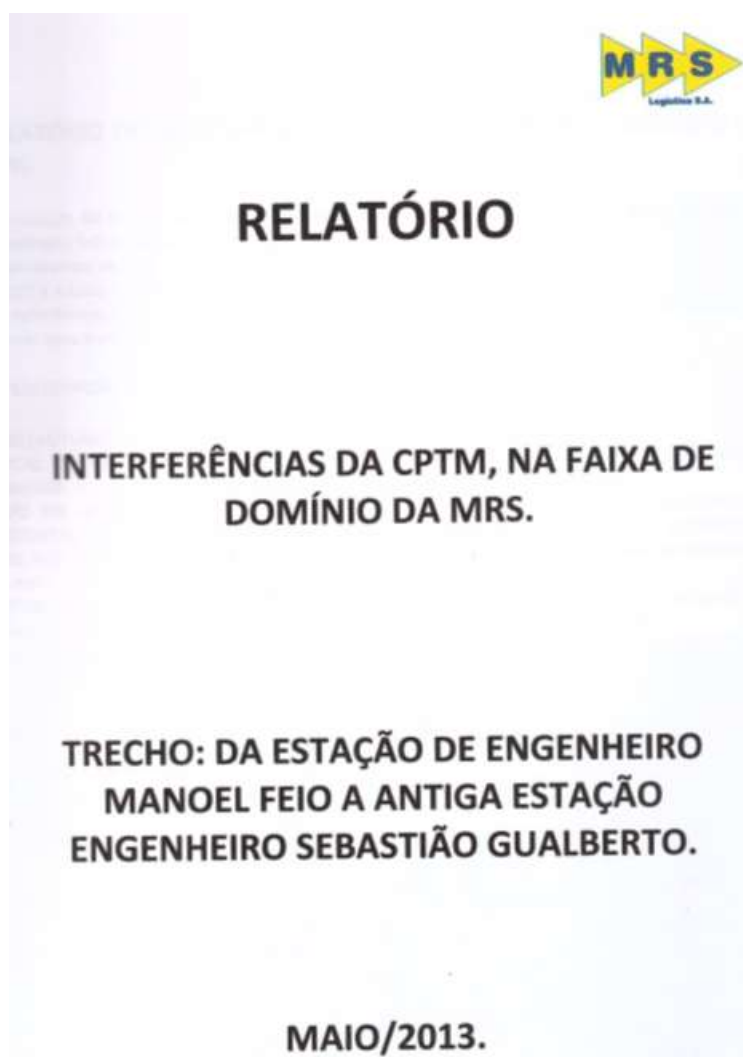 MRS
Logística S.A.
RELATÓRIO
INTERFERÊNCIAS DA CPTM, NA FAIXA DE
DOMÍNIO DA MRS.
TRECHO: DA ESTAÇÃO DE ENGENHEIRO
MANOEL FEIO A ANTIGA ESTAÇÃO
ENGENHEIRO SEBASTIÃO GUALBERTO.
MAIO/2013.